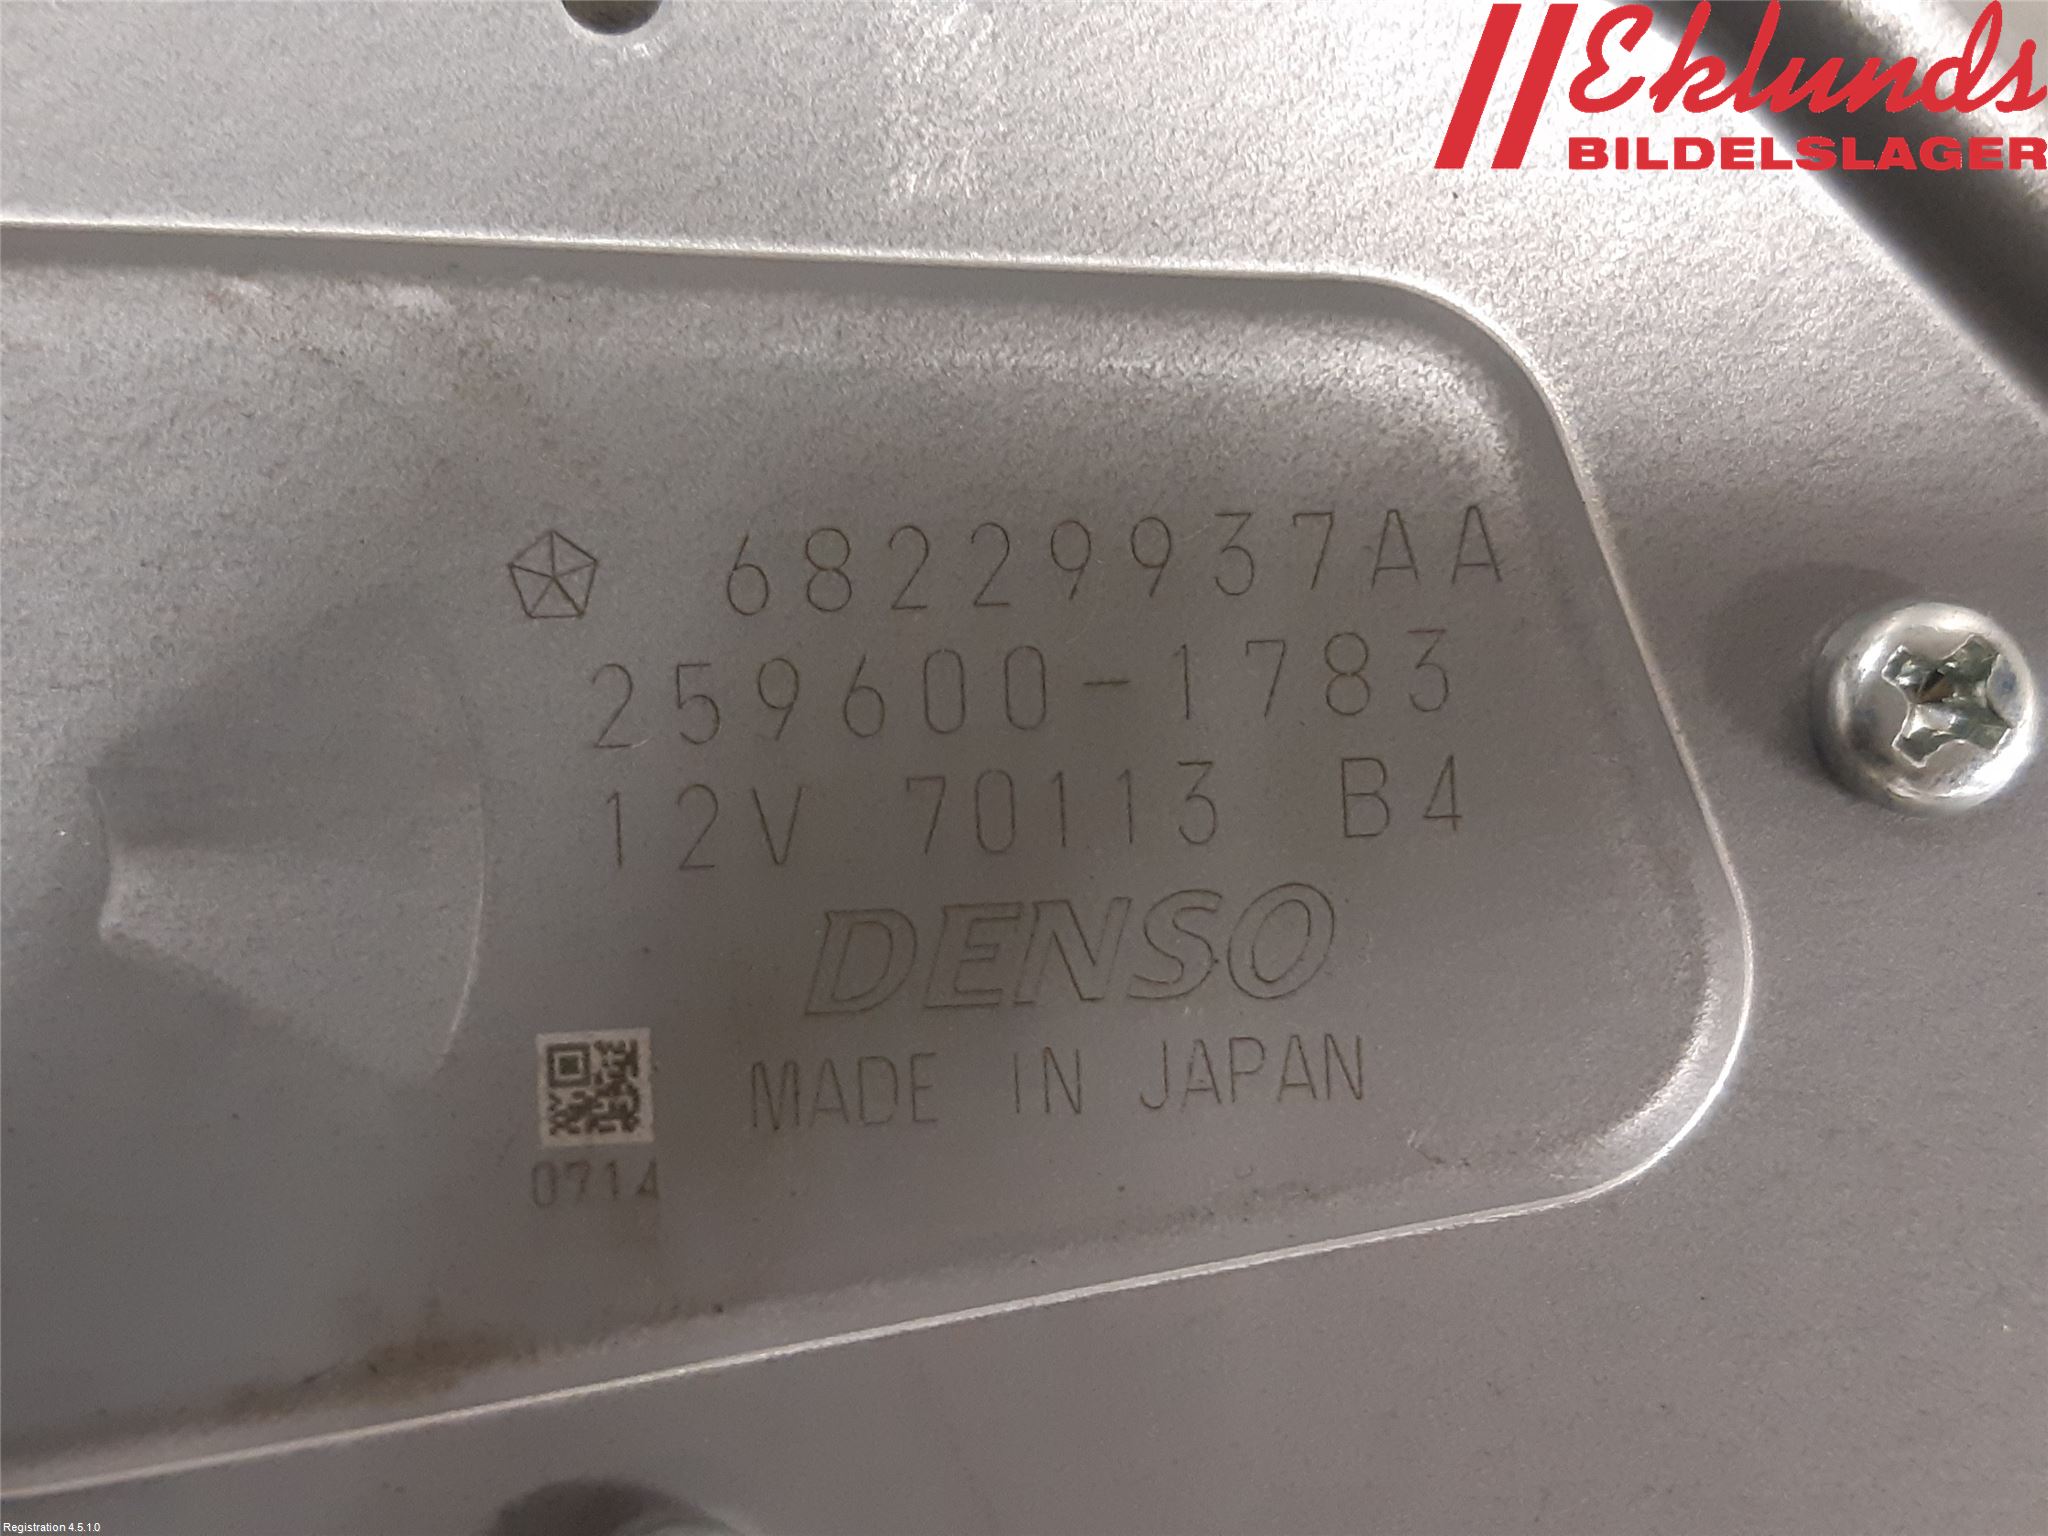 Eklunds
BILDELSLAGER
68229937AA
259600-1783
12V 70113 B4
DENSO
MADE IN JAPAN
0714
Registration 4.5.1.0